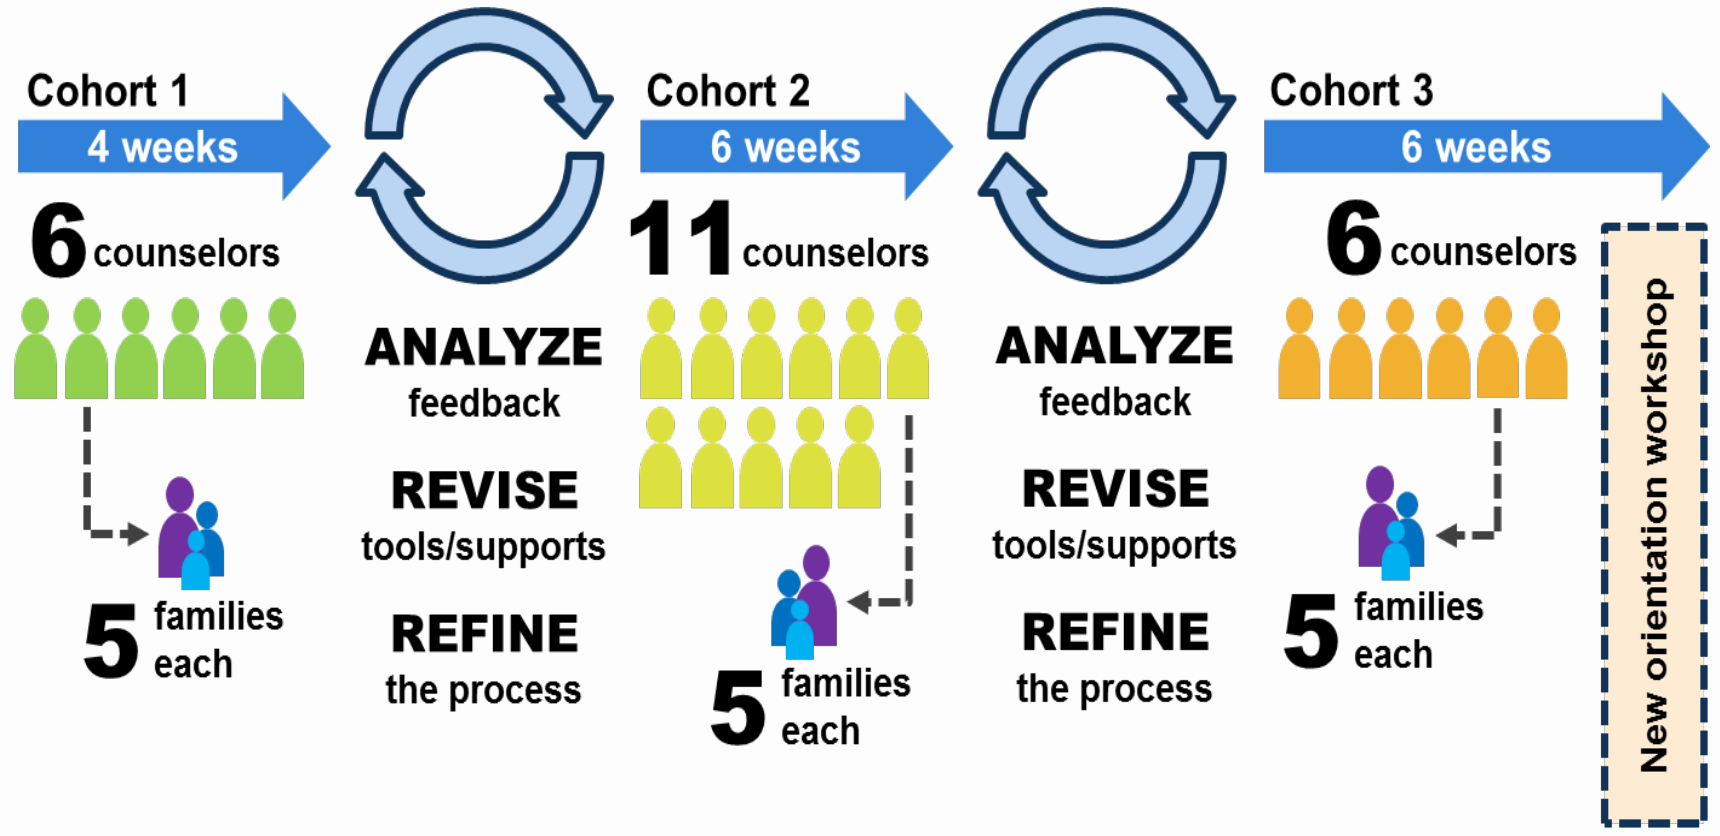 Cohort 1
4 weeks
6 counselors
5 families
each
ANALYZE
feedback
REVISE
tools/supports
REFINE
the process
Cohort 2
6 weeks
11 counselors
5 families
each
ANALYZE
feedback
REVISE
tools/supports
REFINE
the process
Cohort 3
6 weeks
6 counselors
5 families
each
New orientation workshop